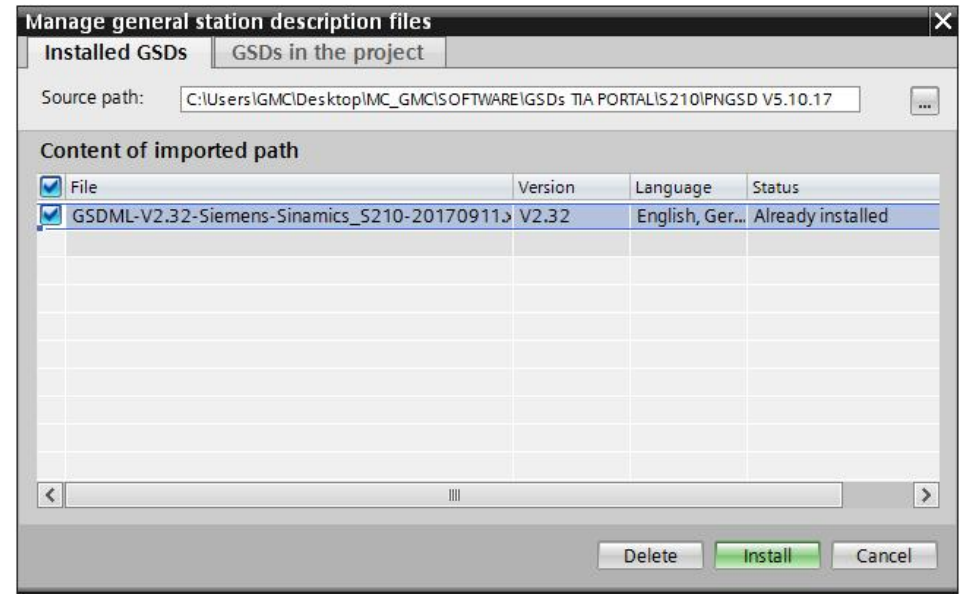 Manage general station description files
Installed GSDs GSDs in the project
Source path: C:\Users\GMC\Desktop\MC_GMC\SOFTWARE\GSDs TIA PORTAL\S210\PNGSD V5.10.17 ...
Content of imported path
File Version Language Status
GSDML-V2.32-Siemens-Sinamics_S210-20170911.x V2.32 English, Ger... Already installed
Delete Install Cancel